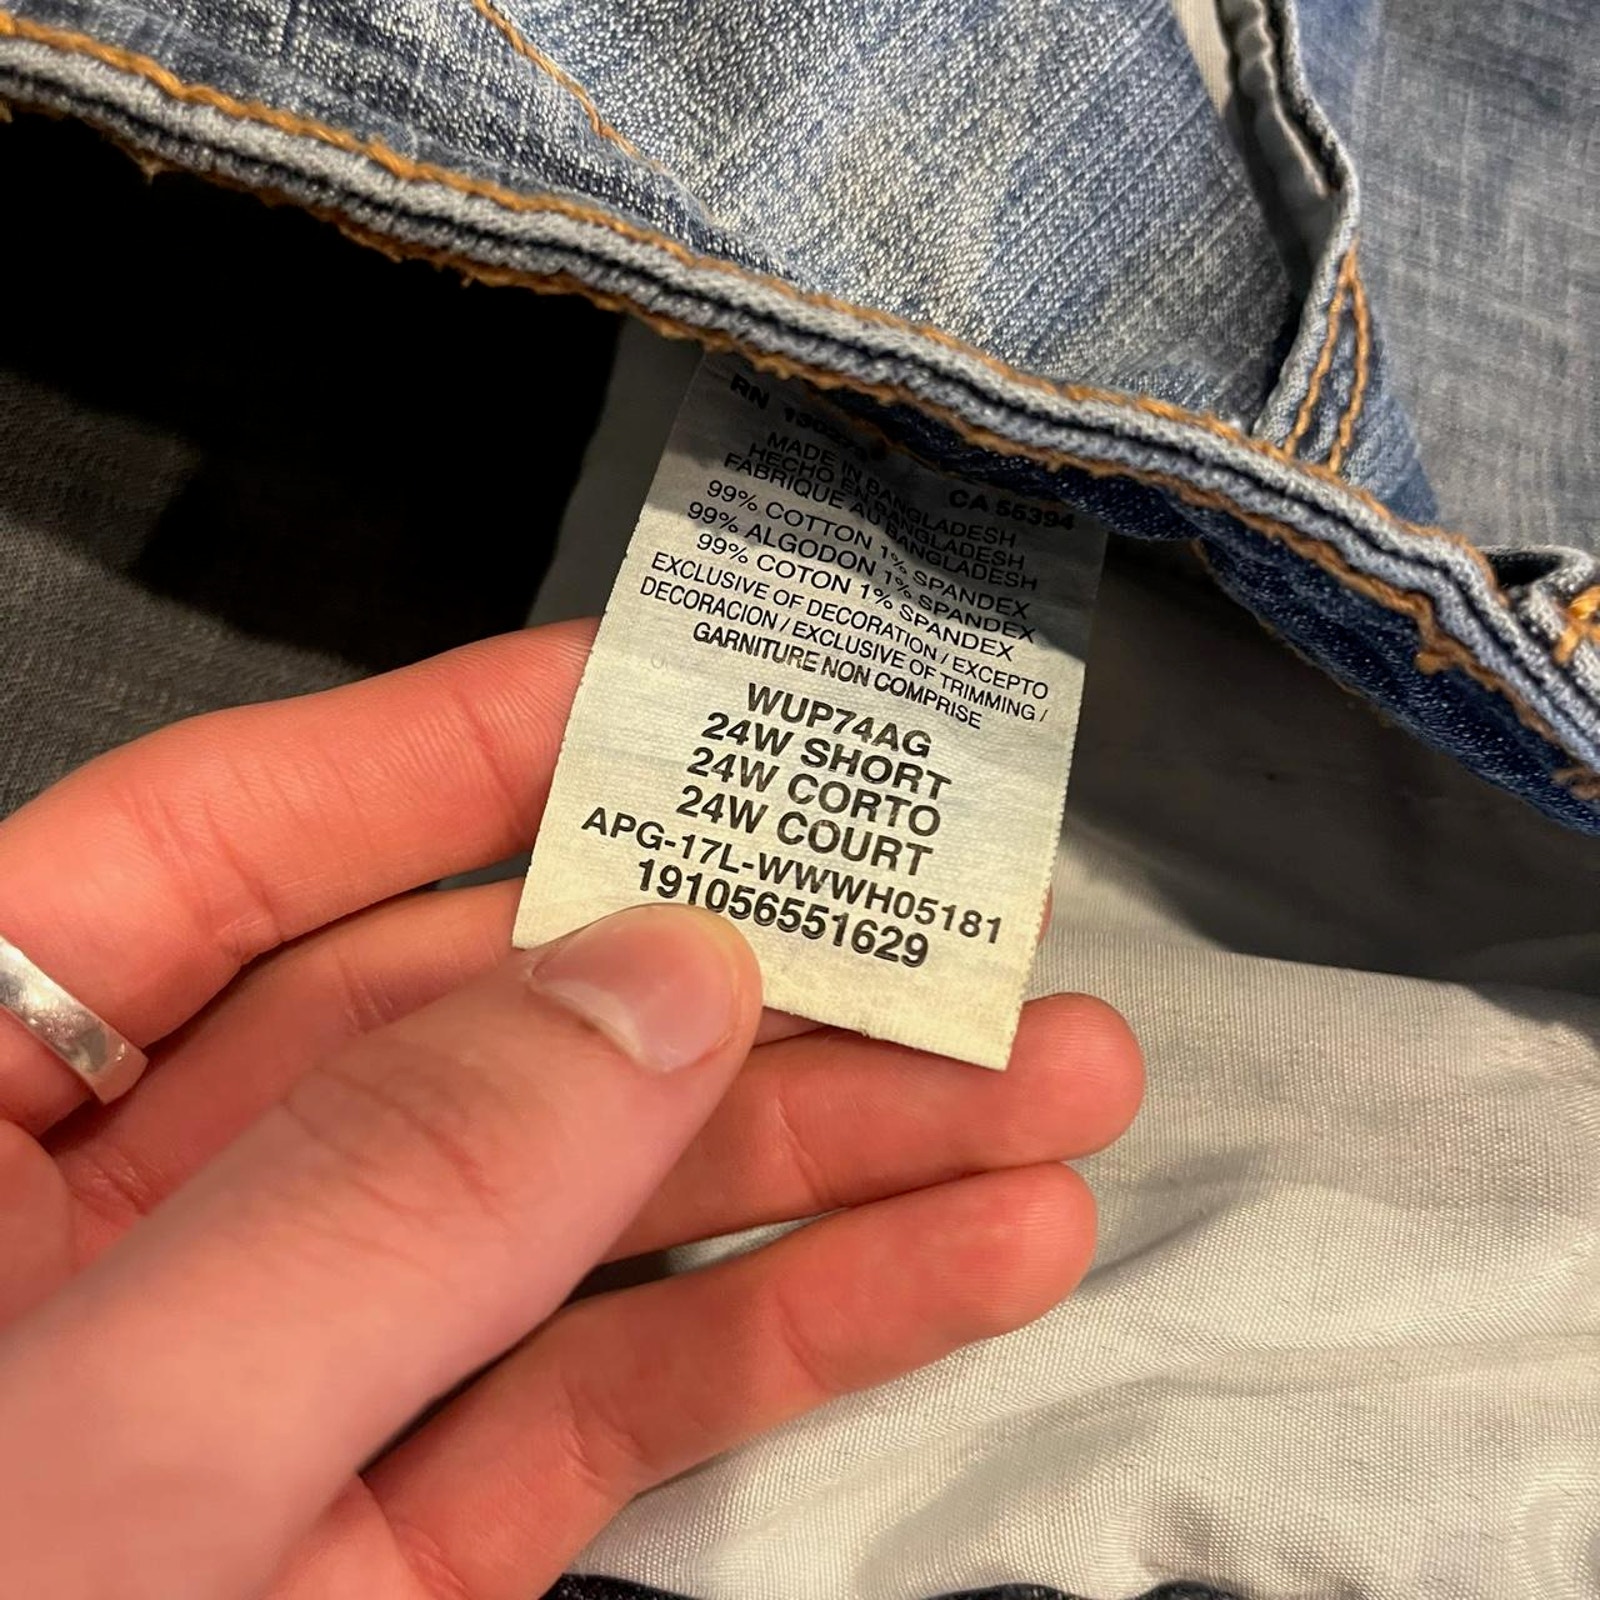 RN
CA 55394
MADE IN BANGLADESH
HECHO EN BANGLADESH
FABRIQUE AU BANGLADESH
99% COTTON 1% SPANDEX
99% ALGODON 1% SPANDEX
99% COTON 1% SPANDEX
EXCLUSIVE OF DECORATION / EXCEPTO
DECORACION / EXCLUSIVE OF TRIMMING /
GARNITURE NON COMPRISE
WUP74AG
24W SHORT
24W CORTO
24W COURT
APG-17L-WWWH05181
191056551629